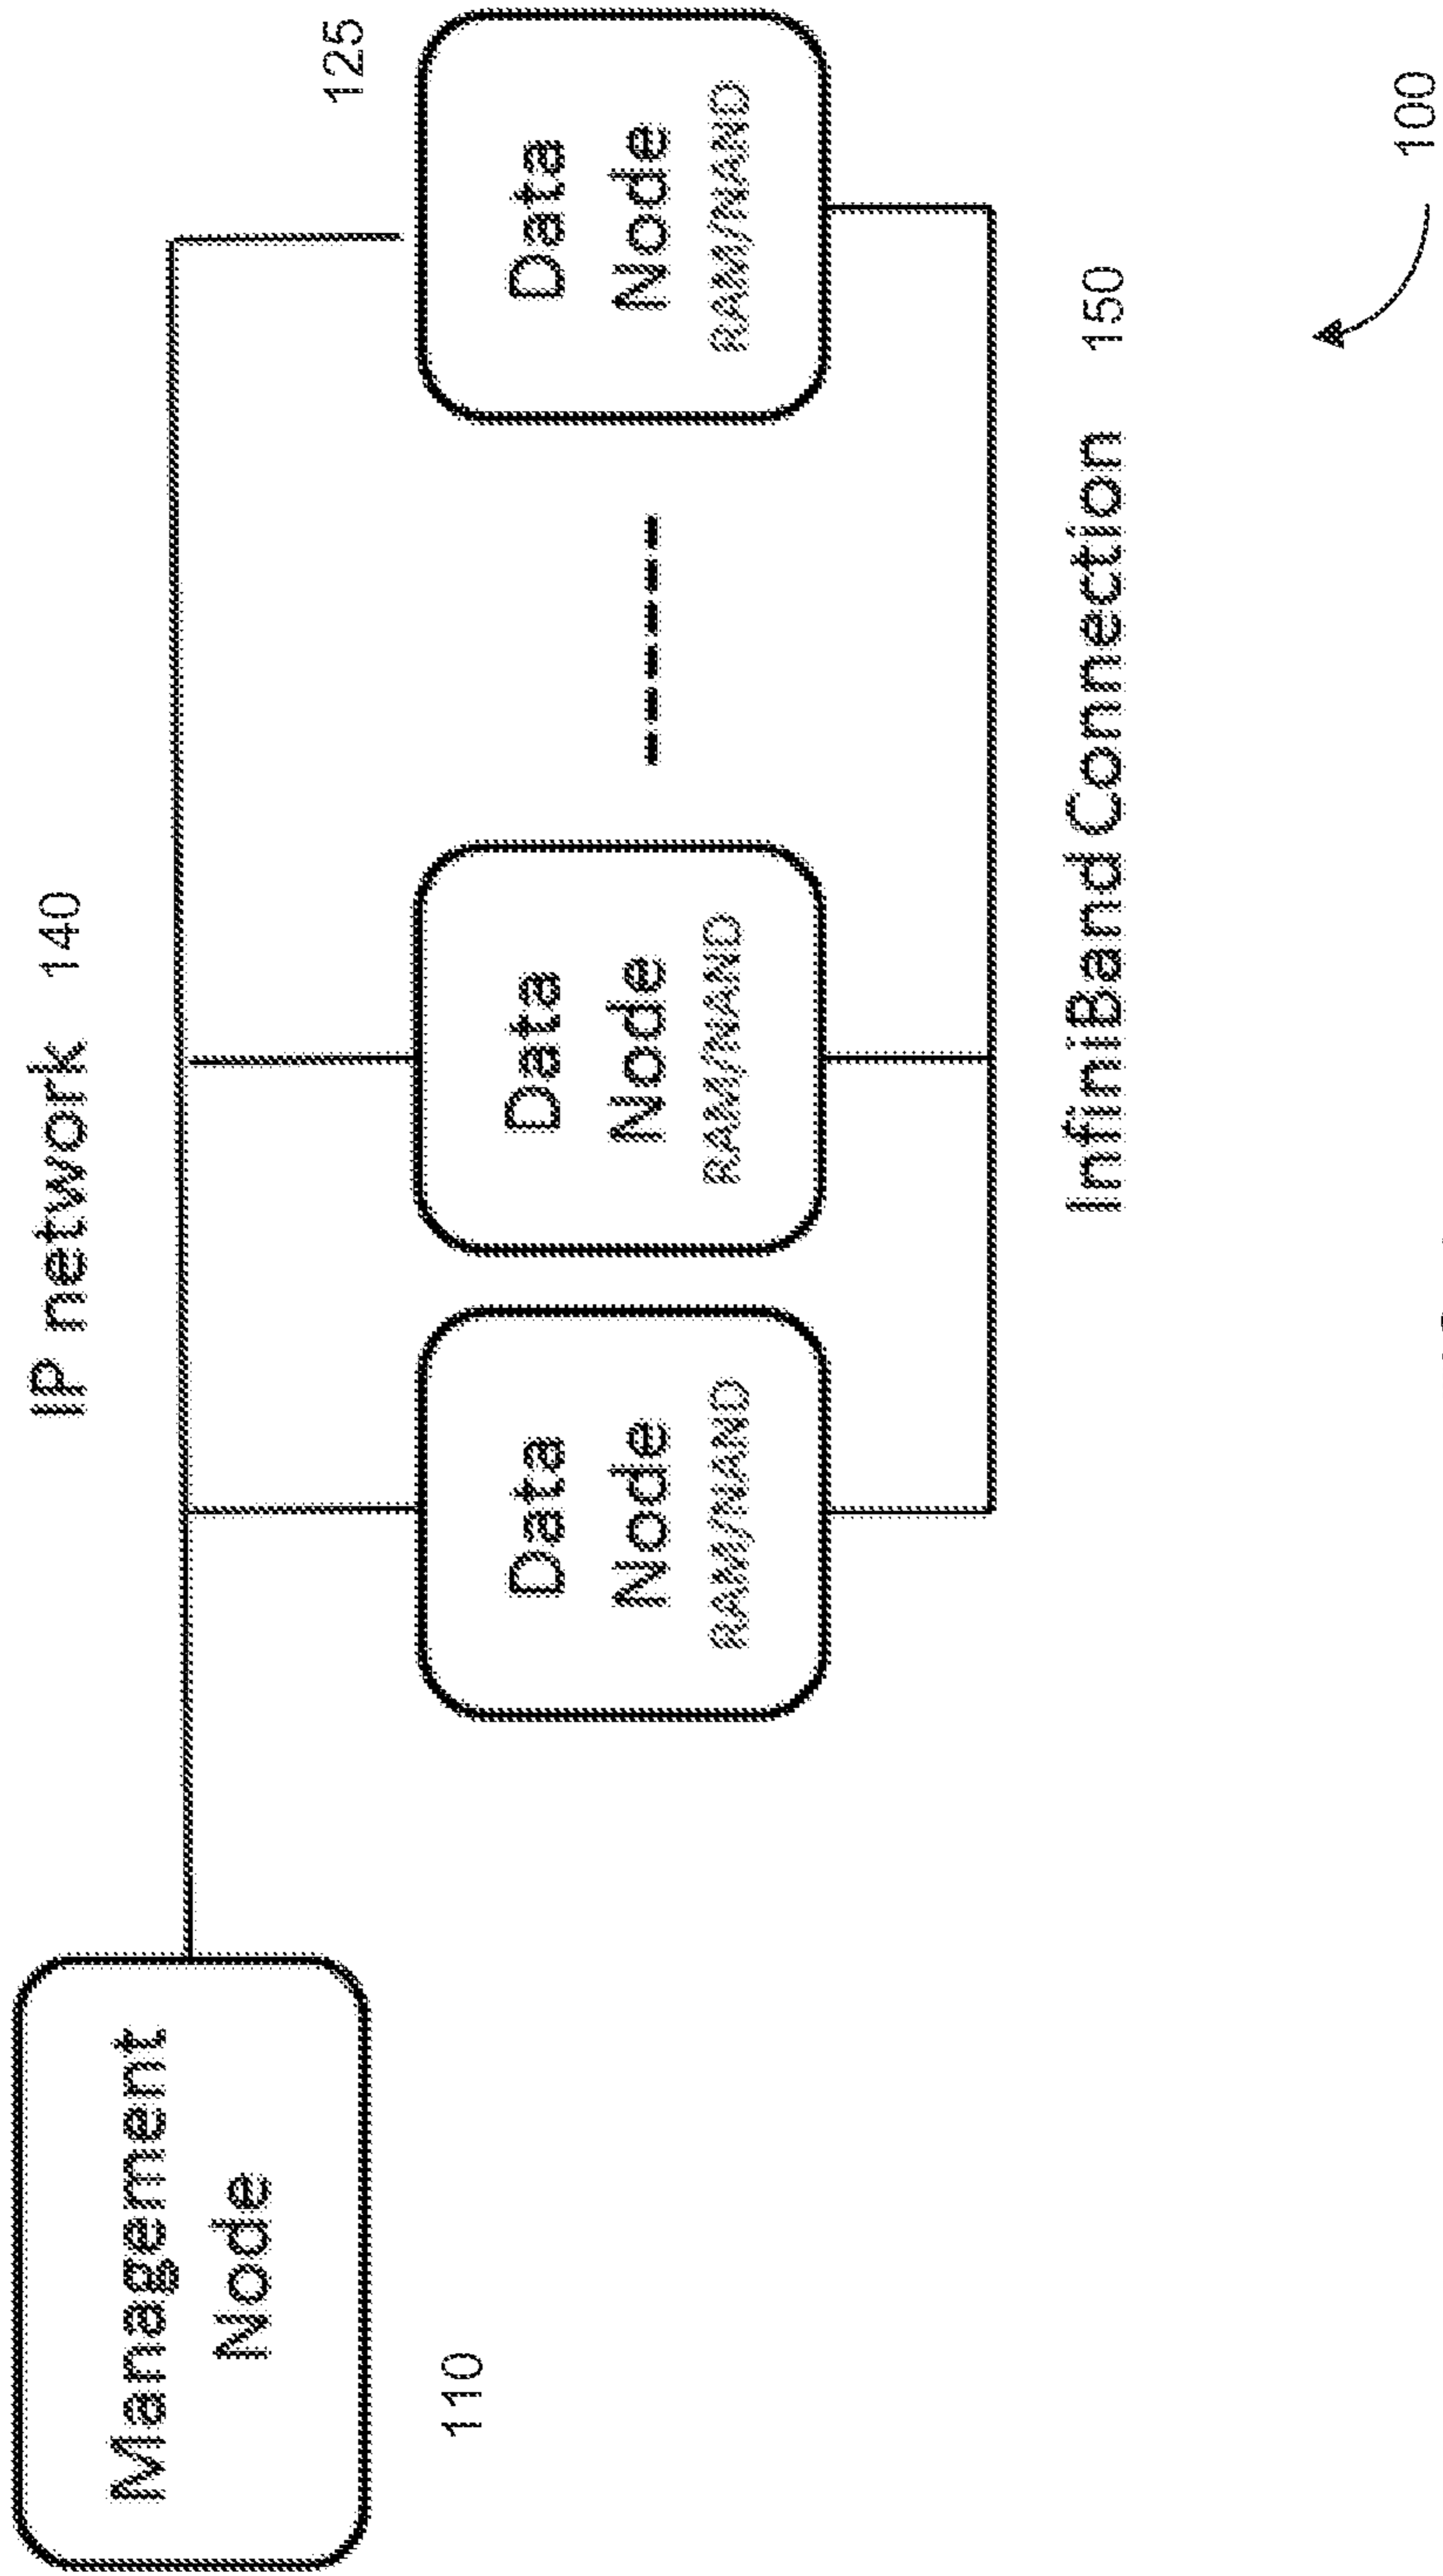 IP network 140
125
Management
Node
110
Data
Node
RAM/NAND
Data
Node
RAM/NAND
Data
Node
RAM/NAND
InfiniBand Connection 150
100